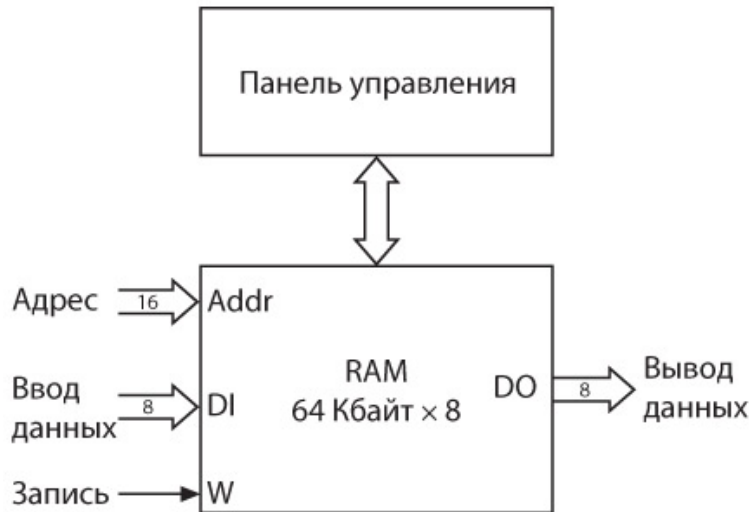 Панель управления
Адрес
16
Addr
Ввод
данных
8
DI
RAM
64 Кбайт × 8
DO
8
Вывод
данных
Запись
W